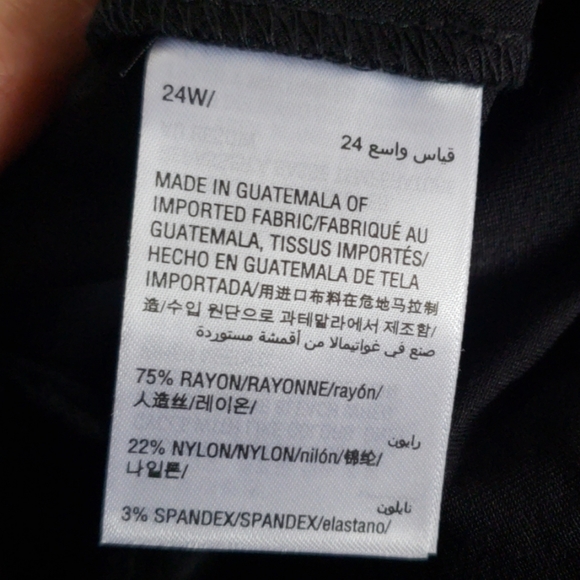 24W/
قياس واسع 24
MADE IN GUATEMALA OF
IMPORTED FABRIC/FABRIQUÉ AU
GUATEMALA, TISSUS IMPORTÉS/
HECHO EN GUATEMALA DE TELA
IMPORTADA/用进口布料在危地马拉制
造/수입 원단으로 과테말라에서 제조함/
صنع في غواتيمالا من أقمشة مستوردة
75% RAYON/RAYONNE/rayón/
人造丝/레이온/
رايون
22% NYLON/NYLON/nilón/锦纶/
나일론/
نايلون
3% SPANDEX/SPANDEX/elastano/